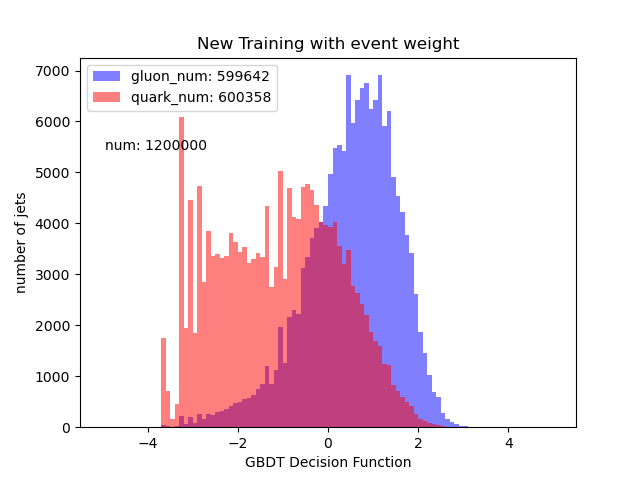 New Training with event weight
gluon_num: 599642
quark_num: 600358
num: 1200000
number of jets
7000
6000
5000
4000
3000
2000
1000
0
−4
−2
0
2
4
GBDT Decision Function